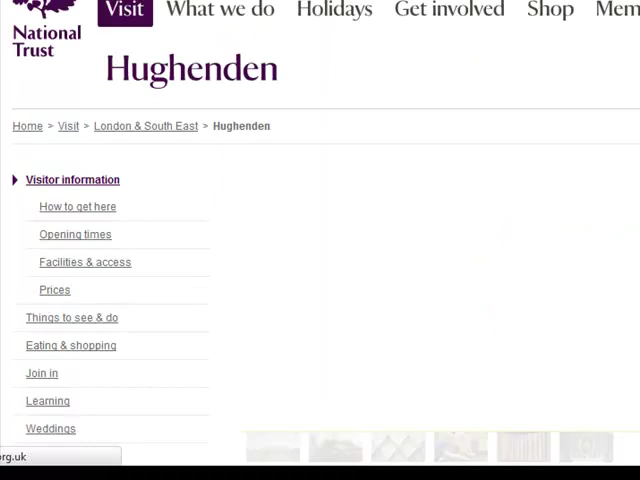 Visit What we do Holidays Get involved Shop Mem
National
Trust
Hughenden
Home > Visit > London & South East > Hughenden
Visitor information
How to get here
Opening times
Facilities & access
Prices
Things to see & do
Eating & shopping
Join in
Learning
Weddings
org.uk